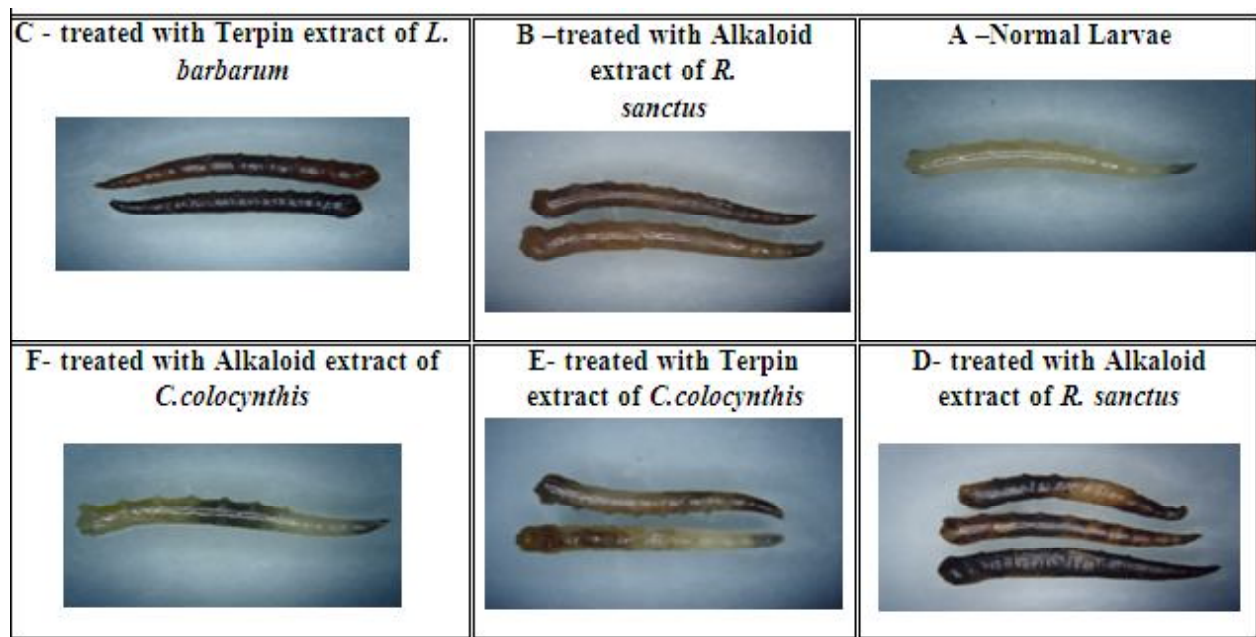 C - treated with Terpin extract of L.
barbarum
B –treated with Alkaloid
extract of R.
sanctus
A –Normal Larvae
F- treated with Alkaloid extract of
C.colocynthis
E- treated with Terpin
extract of C.colocynthis
D- treated with Alkaloid
extract of R. sanctus